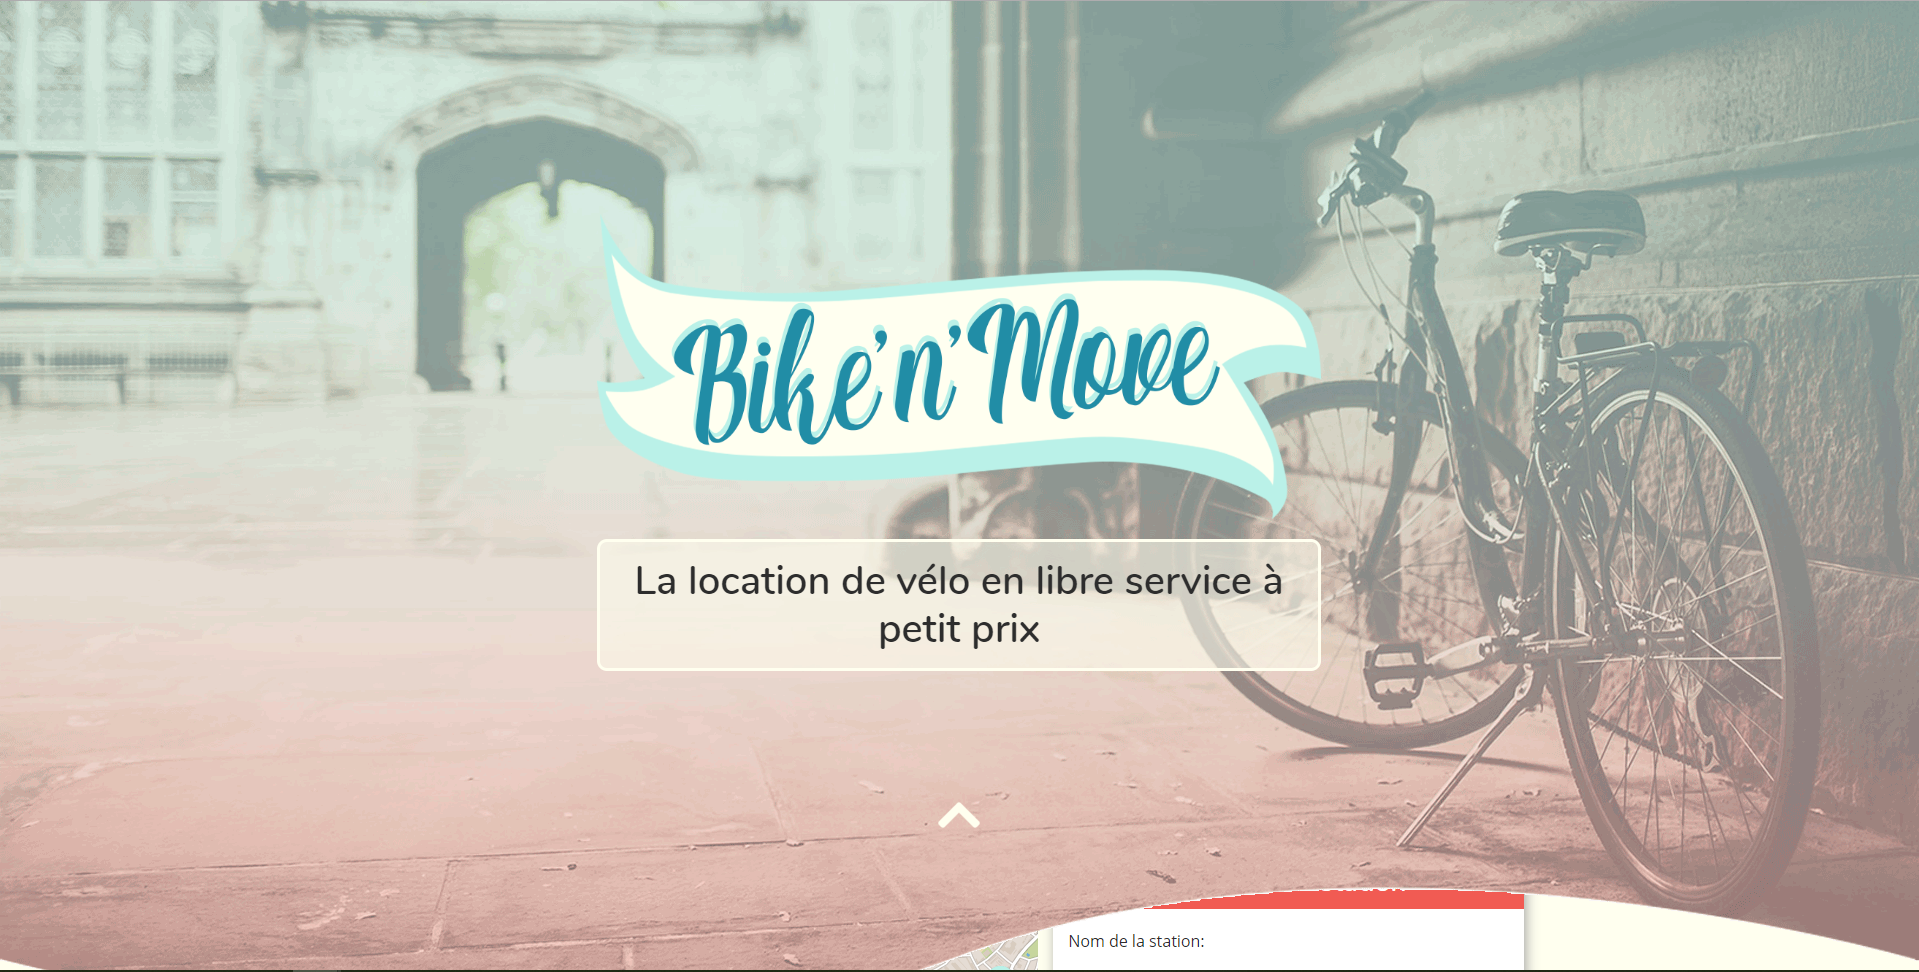 Bike'n'Move
La location de vélo en libre service à
petit prix
Nom de la station: